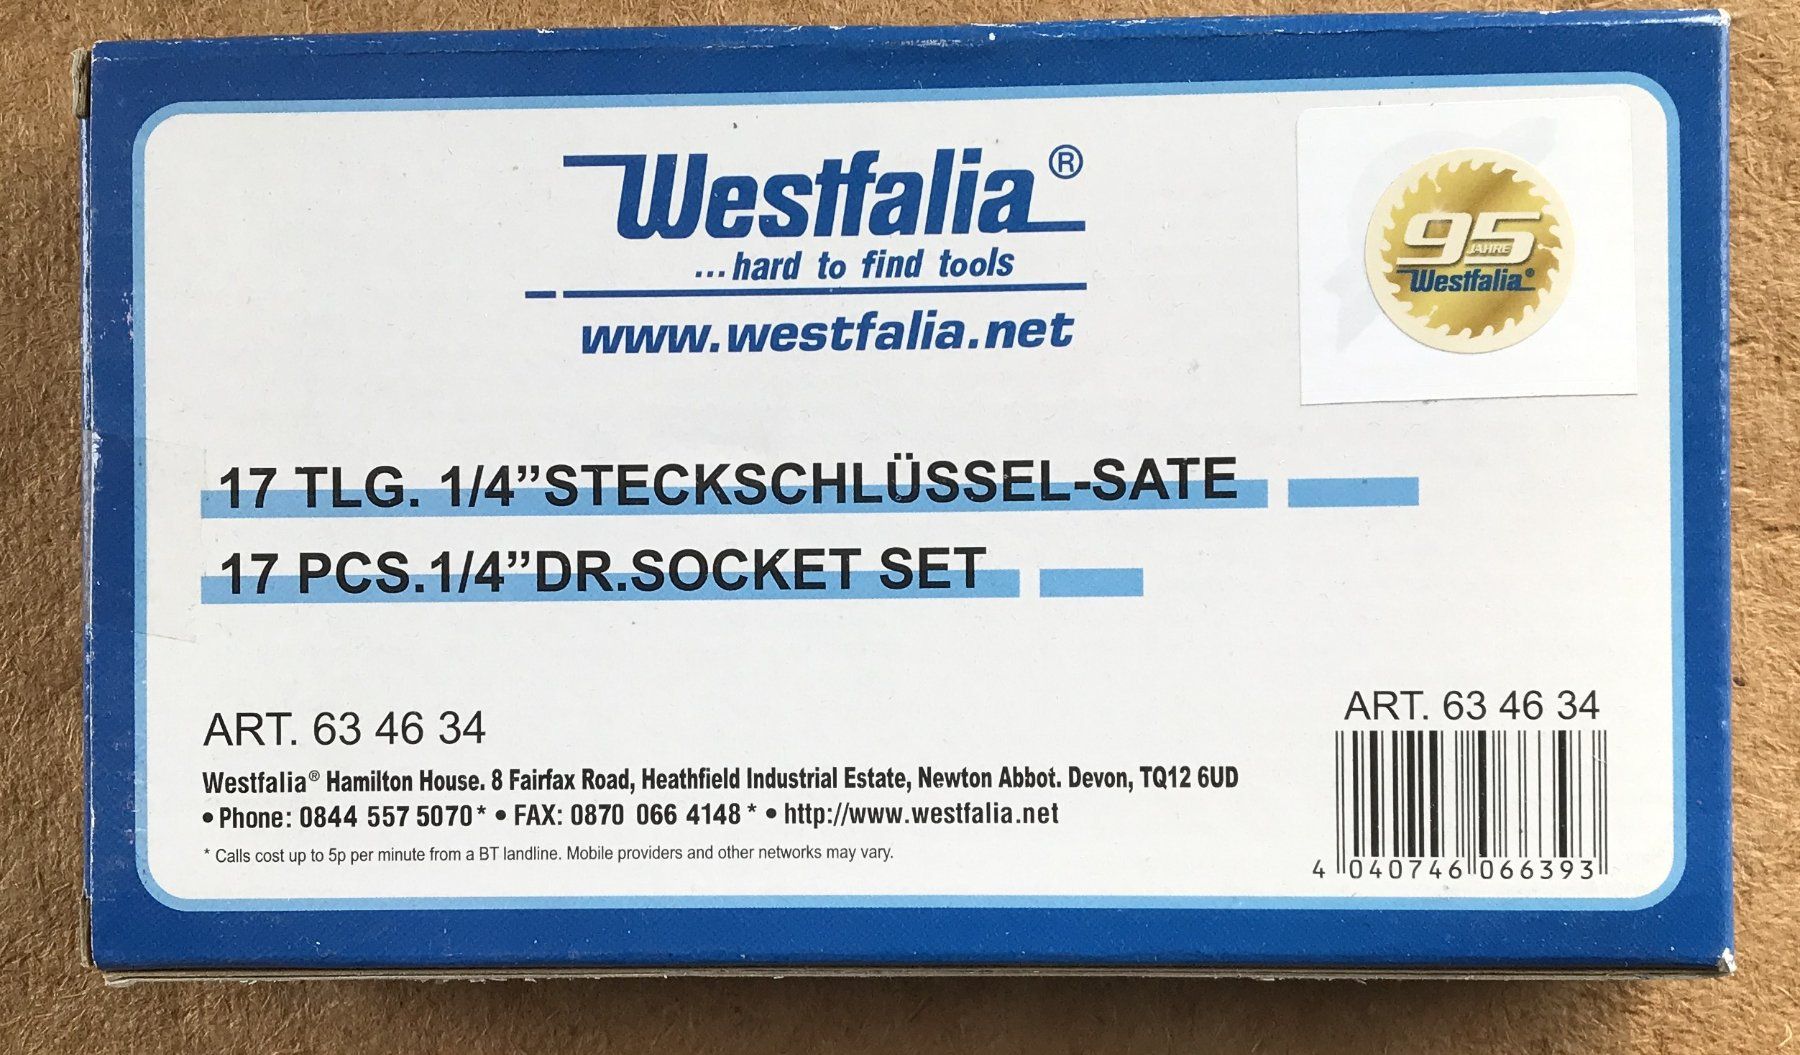 Westfalia®
...hard to find tools
www.westfalia.net
95
JAHRE
Westfalia®
17 TLG. 1/4”STECKSCHLÜSSEL-SATE
17 PCS.1/4”DR.SOCKET SET
ART. 63 46 34
Westfalia® Hamilton House. 8 Fairfax Road, Heathfield Industrial Estate, Newton Abbot. Devon, TQ12 6UD
• Phone: 0844 557 5070* • FAX: 0870 066 4148* • http://www.westfalia.net
* Calls cost up to 5p per minute from a BT landline. Mobile providers and other networks may vary.
ART. 63 46 34
4 040746 066393